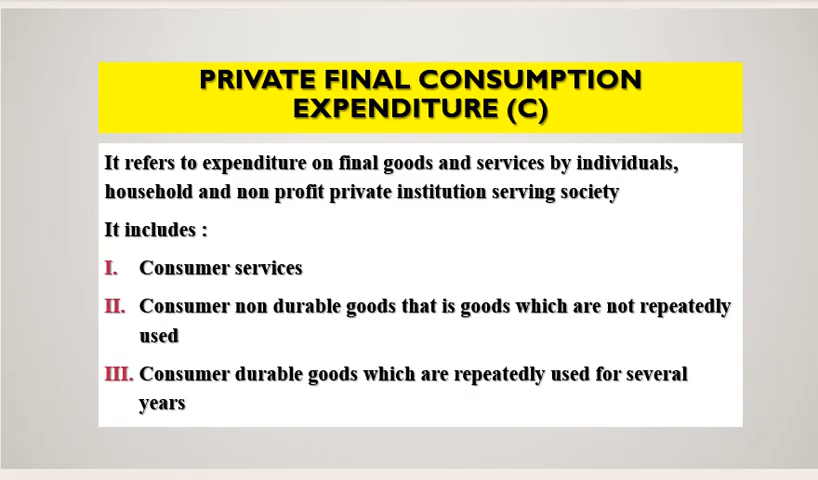 PRIVATE FINAL CONSUMPTION
EXPENDITURE (C)
It refers to expenditure on final goods and services by individuals,
household and non profit private institution serving society
It includes :
I. Consumer services
II. Consumer non durable goods that is goods which are not repeatedly
used
III. Consumer durable goods which are repeatedly used for several
years